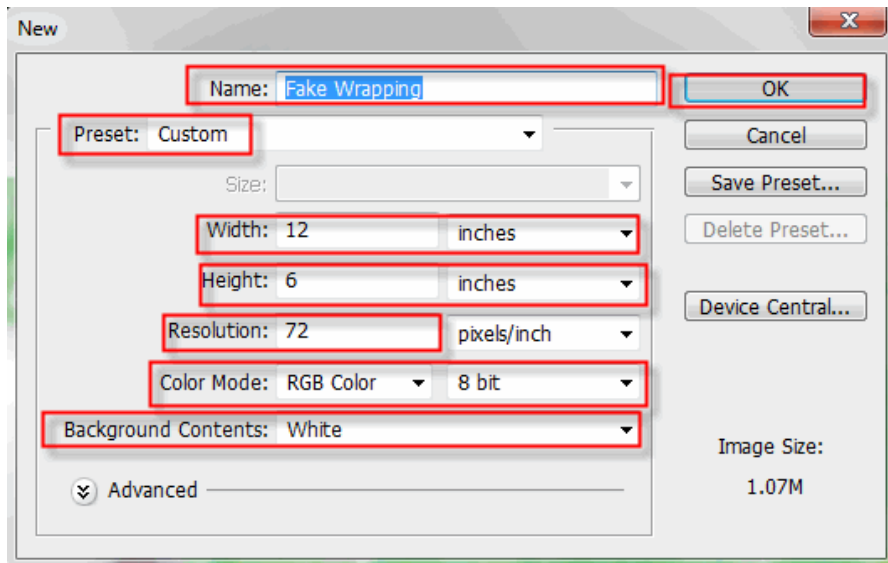 New
Name: Fake Wrapping
OK
Preset: Custom
Cancel
Size:
Save Preset...
Width: 12 inches
Delete Preset...
Height: 6 inches
Device Central...
Resolution: 72 pixels/inch
Color Mode: RGB Color 8 bit
Background Contents: White
Image Size:
1.07M
Advanced